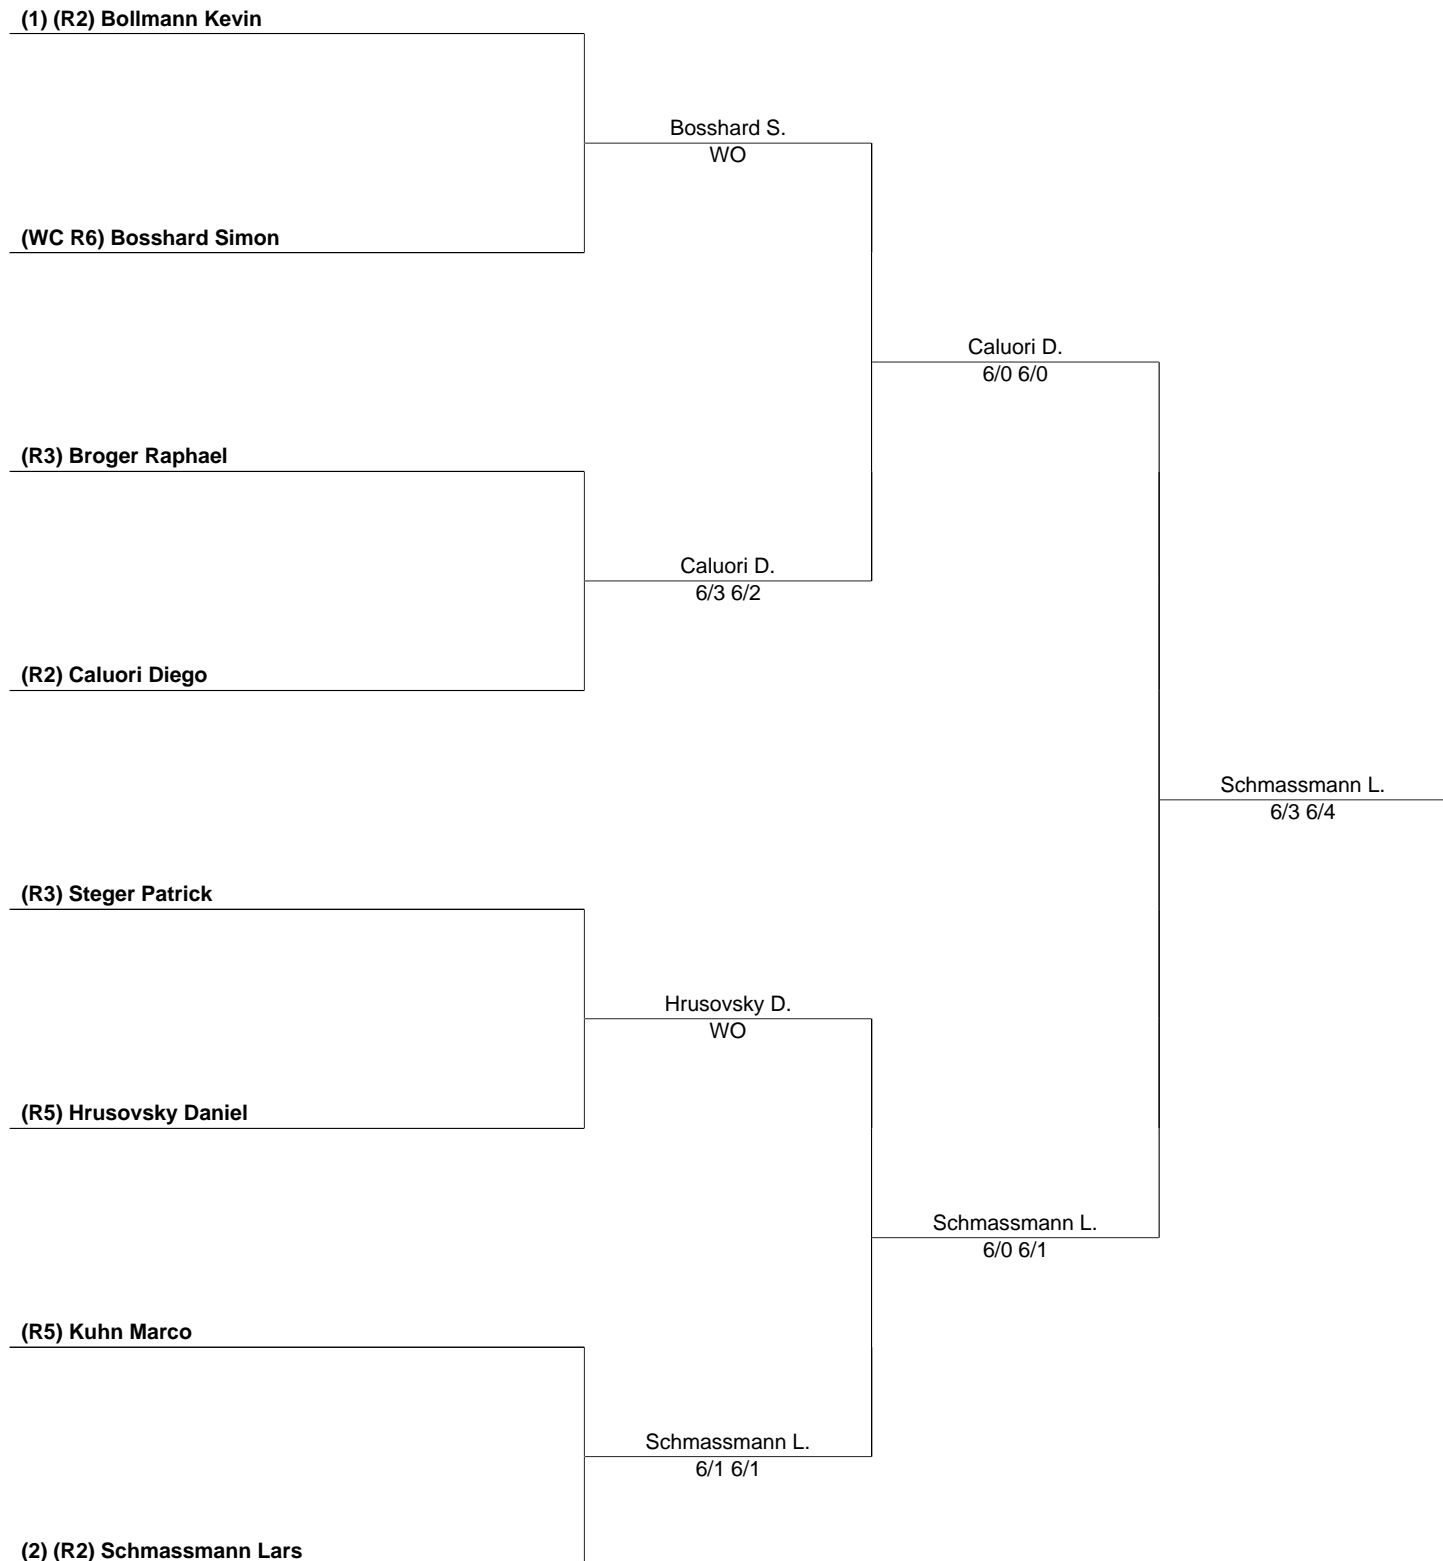 (1) (R2) Bollmann Kevin
Bosshard S.
WO
(WC R6) Bosshard Simon
Caluori D.
6/0 6/0
(R3) Broger Raphael
Caluori D.
6/3 6/2
(R2) Caluori Diego
Schmassmann L.
6/3 6/4
(R3) Steger Patrick
Hrusovsky D.
WO
(R5) Hrusovsky Daniel
Schmassmann L.
6/0 6/1
(R5) Kuhn Marco
Schmassmann L.
6/1 6/1
(2) (R2) Schmassmann Lars